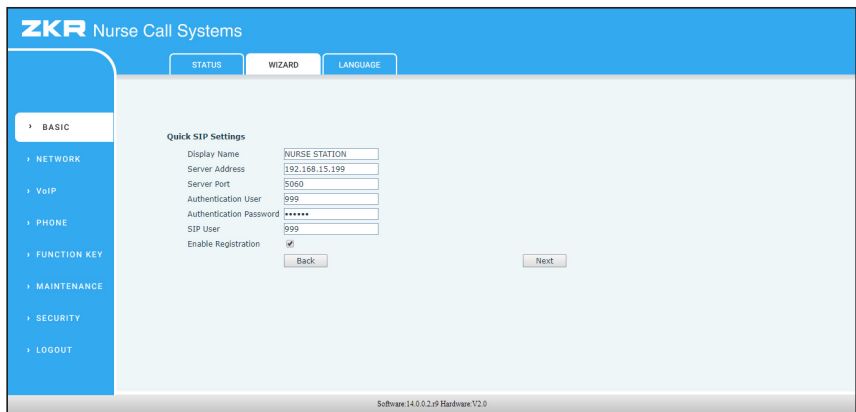 ZKR Nurse Call Systems
STATUS WIZARD LANGUAGE
› BASIC
› NETWORK
› VoIP
› PHONE
› FUNCTION KEY
› MAINTENANCE
› SECURITY
› LOGOUT
Quick SIP Settings
Display Name NURSE STATION
Server Address 192.168.15.199
Server Port 5060
Authentication User 999
Authentication Password ••••••
SIP User 999
Enable Registration
Back Next
Software:14.0.0.2.r9 Hardware:V2.0